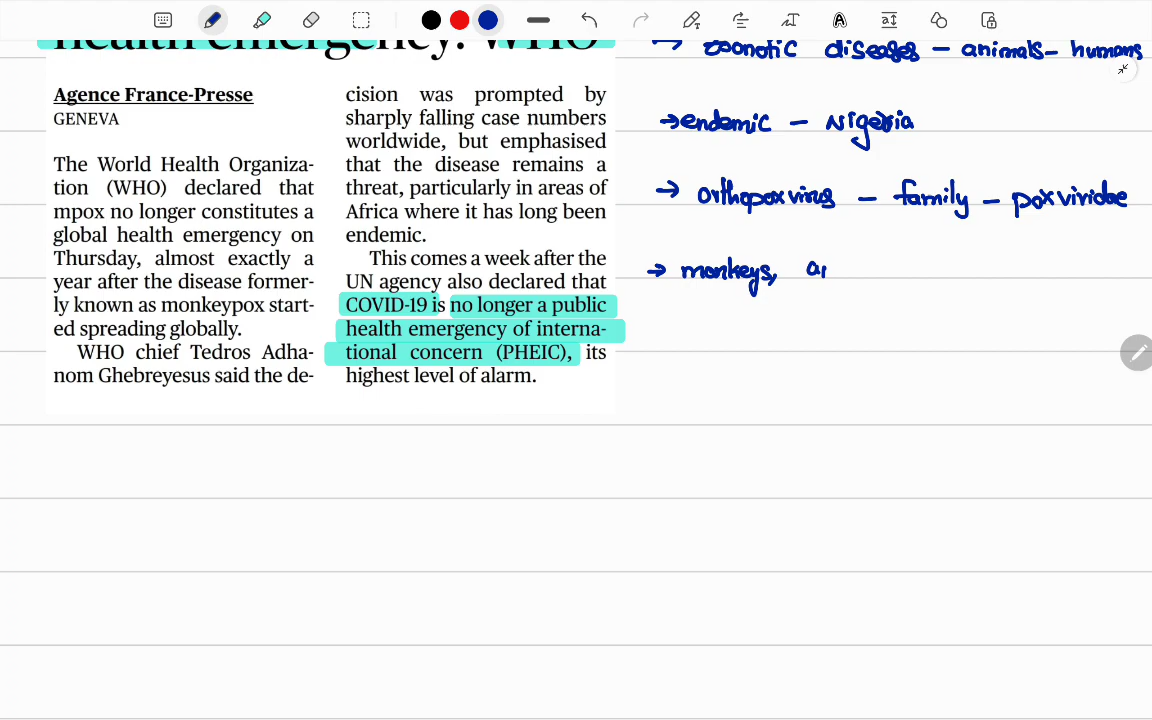 health emergency: WHO
Agence France-Presse
GENEVA
The World Health Organiza-
tion (WHO) declared that
mpox no longer constitutes a
global health emergency on
Thursday, almost exactly a
year after the disease former-
ly known as monkeypox start-
ed spreading globally.
WHO chief Tedros Adha-
nom Ghebreyesus said the de-
cision was prompted by
sharply falling case numbers
worldwide, but emphasised
that the disease remains a
threat, particularly in areas of
Africa where it has long been
endemic.
This comes a week after the
UN agency also declared that
COVID-19 is no longer a public
health emergency of interna-
tional concern (PHEIC), its
highest level of alarm.
→ zoonotic diseases – animals – humans
→ endemic – Nigeria
→ orthopoxvirus – family – poxviridae
→ monkeys, a